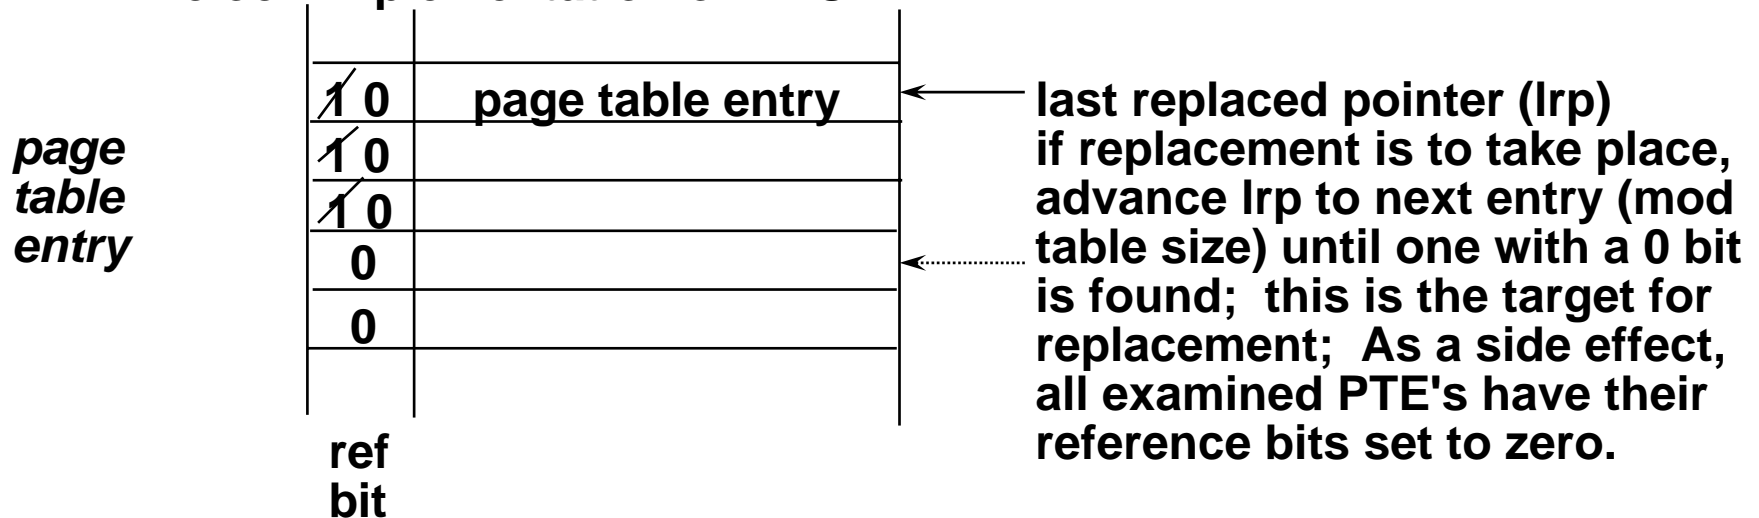 1 0 page table entry
1 0
1 0
0
0
page
table
entry
ref
bit
last replaced pointer (lrp)
if replacement is to take place,
advance lrp to next entry (mod
table size) until one with a 0 bit
is found; this is the target for
replacement; As a side effect,
all examined PTE's have their
reference bits set to zero.